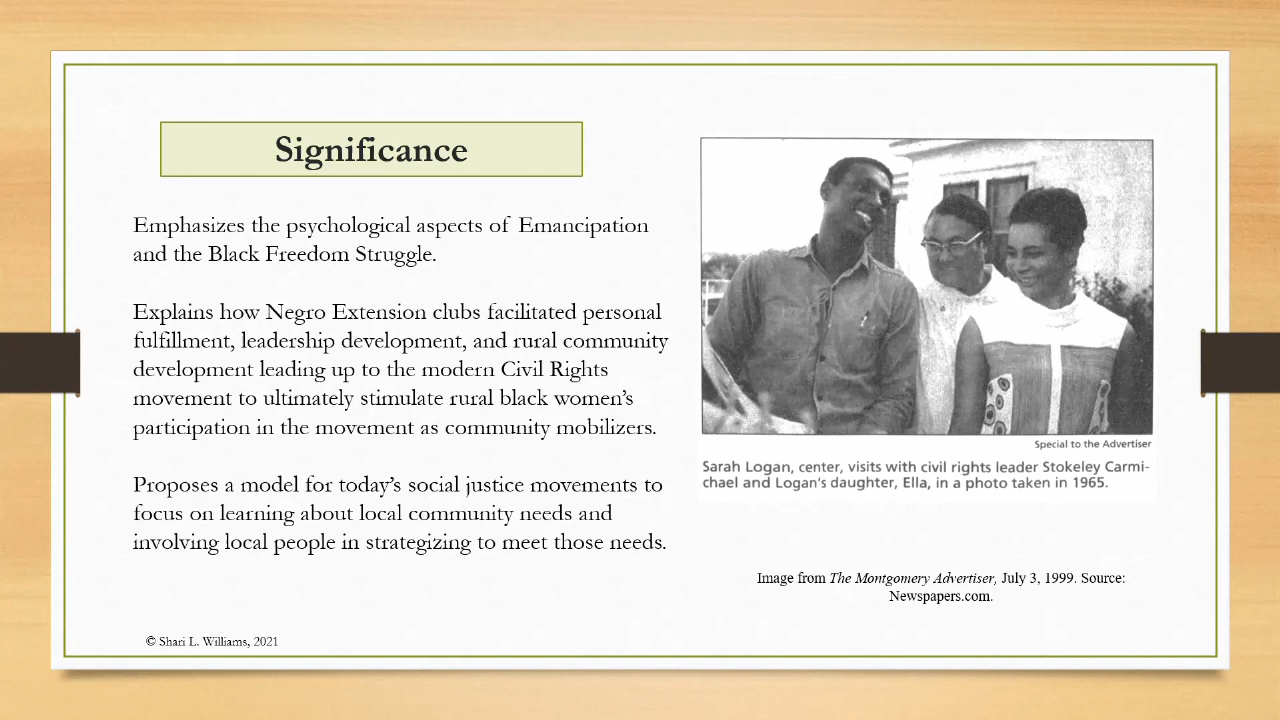 Significance
Emphasizes the psychological aspects of Emancipation
and the Black Freedom Struggle.
Explains how Negro Extension clubs facilitated personal
fulfillment, leadership development, and rural community
development leading up to the modern Civil Rights
movement to ultimately stimulate rural black women’s
participation in the movement as community mobilizers.
Proposes a model for today’s social justice movements to
focus on learning about local community needs and
involving local people in strategizing to meet those needs.
Special to the Advertiser
Sarah Logan, center, visits with civil rights leader Stokeley Carmi-
chael and Logan’s daughter, Ella, in a photo taken in 1965.
Image from The Montgomery Advertiser, July 3, 1999. Source:
Newspapers.com.
© Shari L. Williams, 2021